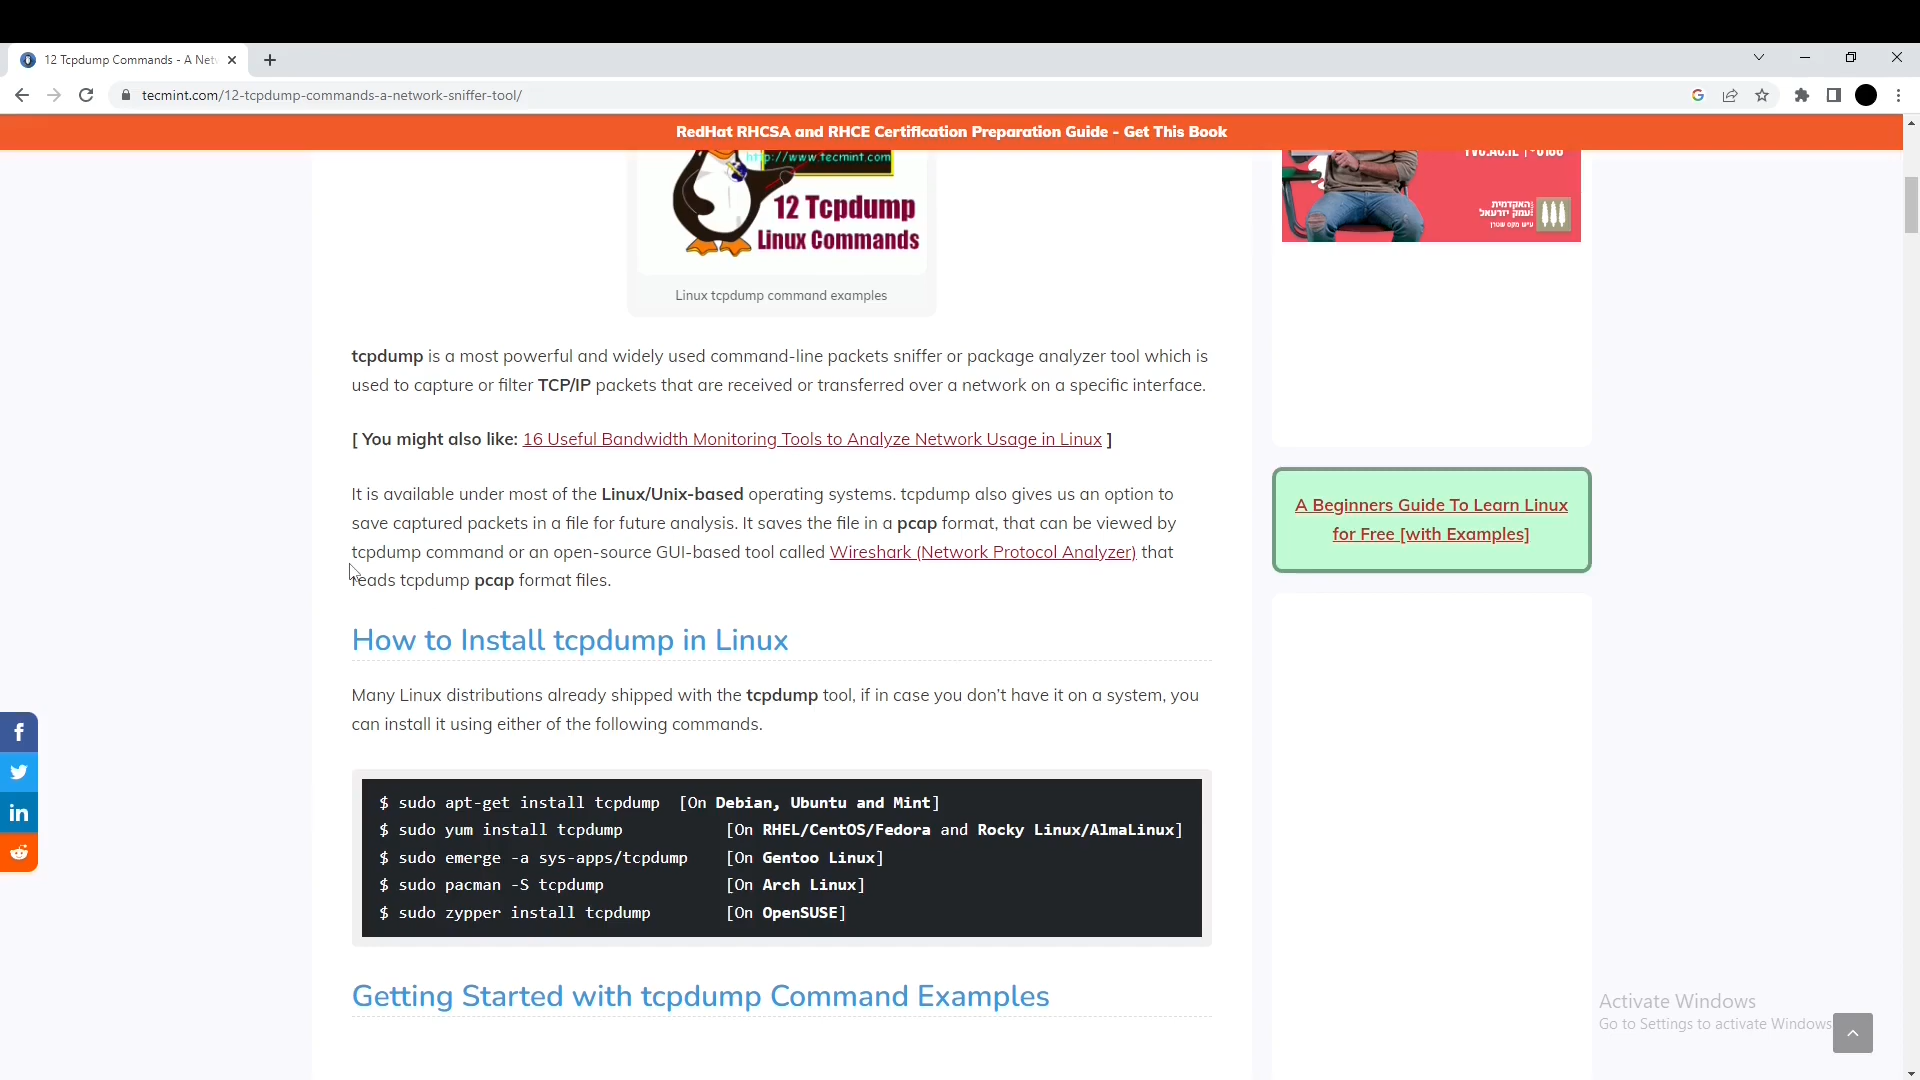 12 Tcpdump Commands - A Net
tecmint.com/12-tcpdump-commands-a-network-sniffer-tool/
RedHat RHCSA and RHCE Certification Preparation Guide - Get This Book
http://www.tecmint.com
12 Tcpdump
Linux Commands
Linux tcpdump command examples
האקדמית
עמק יזרעאל
ע״ש מקס שטרן
tcpdump is a most powerful and widely used command-line packets sniffer or package analyzer tool which is
used to capture or filter TCP/IP packets that are received or transferred over a network on a specific interface.
[ You might also like: 16 Useful Bandwidth Monitoring Tools to Analyze Network Usage in Linux ]
It is available under most of the Linux/Unix-based operating systems. tcpdump also gives us an option to
save captured packets in a file for future analysis. It saves the file in a pcap format, that can be viewed by
tcpdump command or an open-source GUI-based tool called Wireshark (Network Protocol Analyzer) that
reads tcpdump pcap format files.
A Beginners Guide To Learn Linux
for Free [with Examples]
How to Install tcpdump in Linux
Many Linux distributions already shipped with the tcpdump tool, if in case you don’t have it on a system, you
can install it using either of the following commands.
$ sudo apt-get install tcpdump [On Debian, Ubuntu and Mint]
$ sudo yum install tcpdump [On RHEL/CentOS/Fedora and Rocky Linux/AlmaLinux]
$ sudo emerge -a sys-apps/tcpdump [On Gentoo Linux]
$ sudo pacman -S tcpdump [On Arch Linux]
$ sudo zypper install tcpdump [On OpenSUSE]
Getting Started with tcpdump Command Examples
Activate Windows
Go to Settings to activate Windows